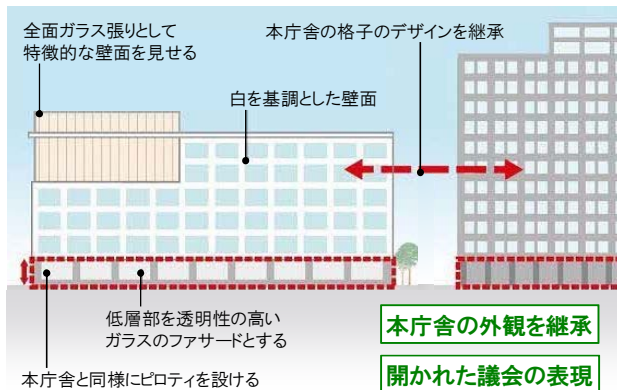 全面ガラス張りとして
特徴的な壁面を見せる
本庁舎の格子のデザインを継承
白を基調とした壁面
低層部を透明性の高い
ガラスのファサードとする
本庁舎と同様にピロティを設ける
本庁舎の外観を継承
開かれた議会の表現